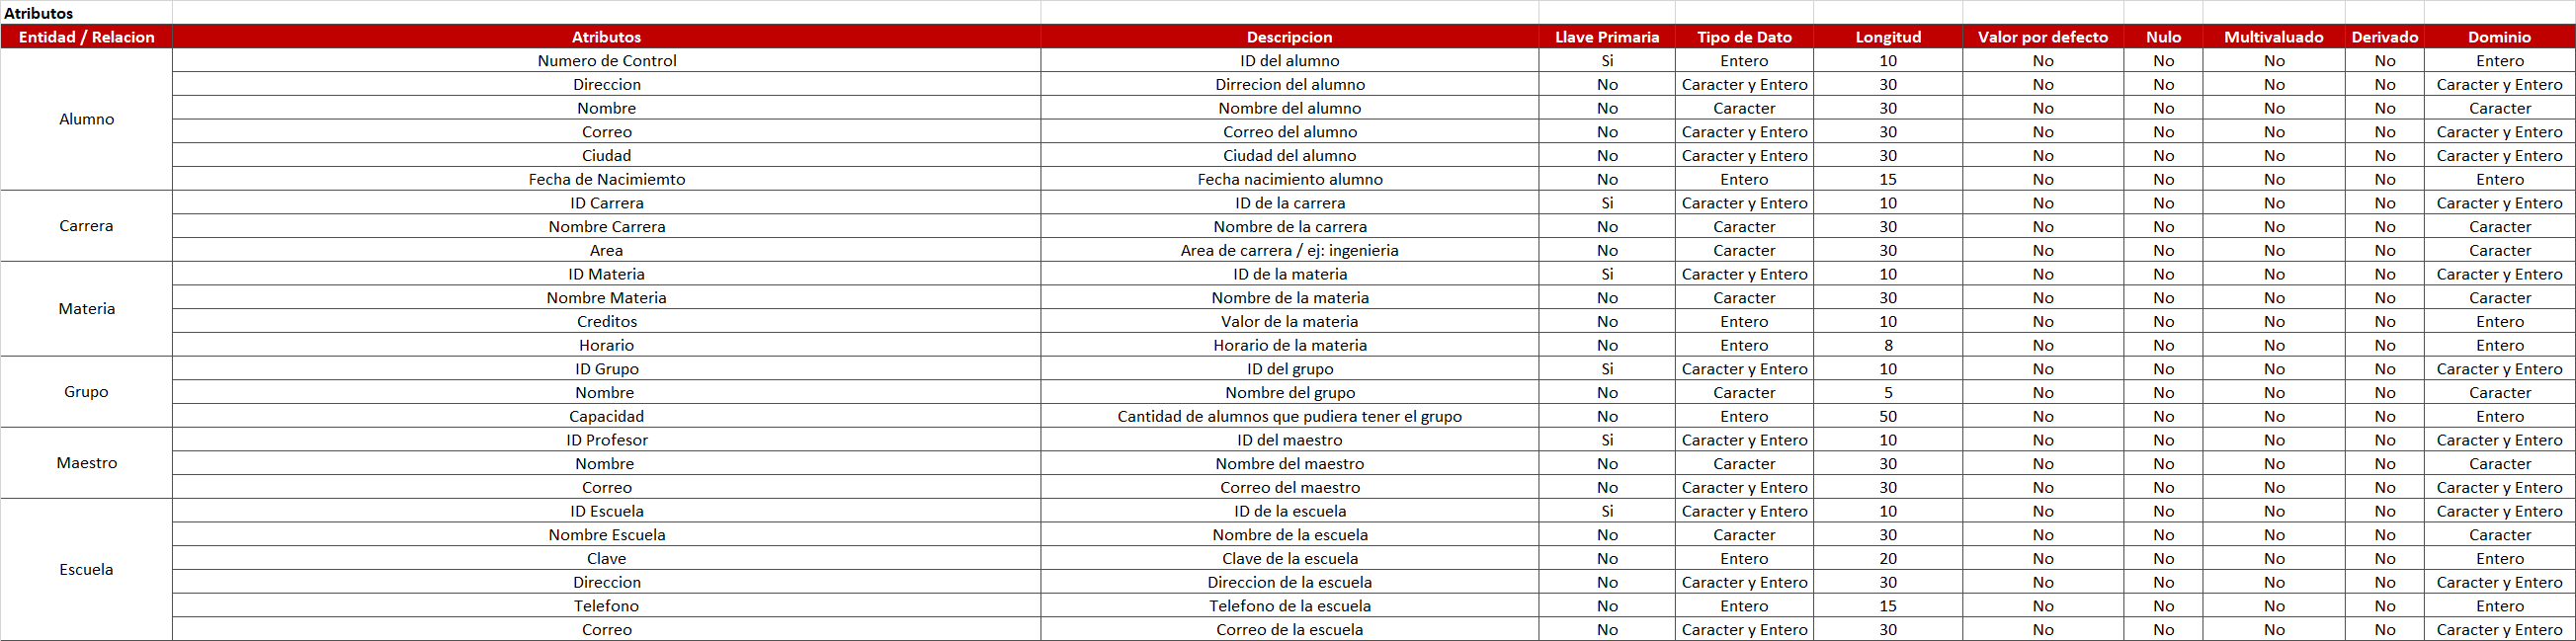 Atributos
Entidad / Relacion Atributos Descripcion Llave Primaria Tipo de Dato Longitud Valor por defecto Nulo Multivaluado Derivado Dominio
Alumno
Numero de Control ID del alumno Si Entero 10 No No No No Entero
Direccion Dirrecion del alumno No Caracter y Entero 30 No No No No Caracter y Entero
Nombre Nombre del alumno No Caracter 30 No No No No Caracter
Correo Correo del alumno No Caracter y Entero 30 No No No No Caracter y Entero
Ciudad Ciudad del alumno No Caracter y Entero 30 No No No No Caracter y Entero
Fecha de Nacimiemto Fecha nacimiento alumno No Entero 15 No No No No Entero
Carrera
ID Carrera ID de la carrera Si Caracter y Entero 10 No No No No Caracter y Entero
Nombre Carrera Nombre de la carrera No Caracter 30 No No No No Caracter
Area Area de carrera / ej: ingenieria No Caracter 30 No No No No Caracter
Materia
ID Materia ID de la materia Si Caracter y Entero 10 No No No No Caracter y Entero
Nombre Materia Nombre de la materia No Caracter 30 No No No No Caracter
Creditos Valor de la materia No Entero 10 No No No No Entero
Horario Horario de la materia No Entero 8 No No No No Entero
Grupo
ID Grupo ID del grupo Si Caracter y Entero 10 No No No No Caracter y Entero
Nombre Nombre del grupo No Caracter 5 No No No No Caracter
Capacidad Cantidad de alumnos que pudiera tener el grupo No Entero 50 No No No No Entero
Maestro
ID Profesor ID del maestro Si Caracter y Entero 10 No No No No Caracter y Entero
Nombre Nombre del maestro No Caracter 30 No No No No Caracter
Correo Correo del maestro No Caracter y Entero 30 No No No No Caracter y Entero
Escuela
ID Escuela ID de la escuela Si Caracter y Entero 10 No No No No Caracter y Entero
Nombre Escuela Nombre de la escuela No Caracter 30 No No No No Caracter
Clave Clave de la escuela No Entero 20 No No No No Entero
Direccion Direccion de la escuela No Caracter y Entero 30 No No No No Caracter y Entero
Telefono Telefono de la escuela No Entero 15 No No No No Entero
Correo Correo de la escuela No Caracter y Entero 30 No No No No Caracter y Entero